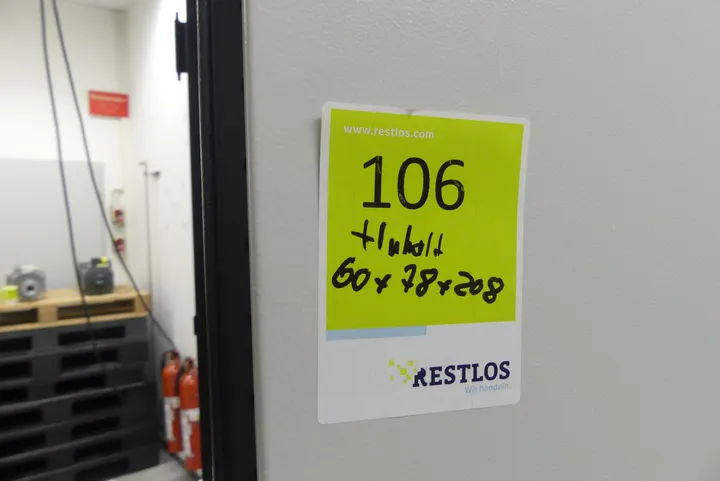 www.restlos.com
106
+Inhalt
60x78x208
RESTLOS
Wir handeln.